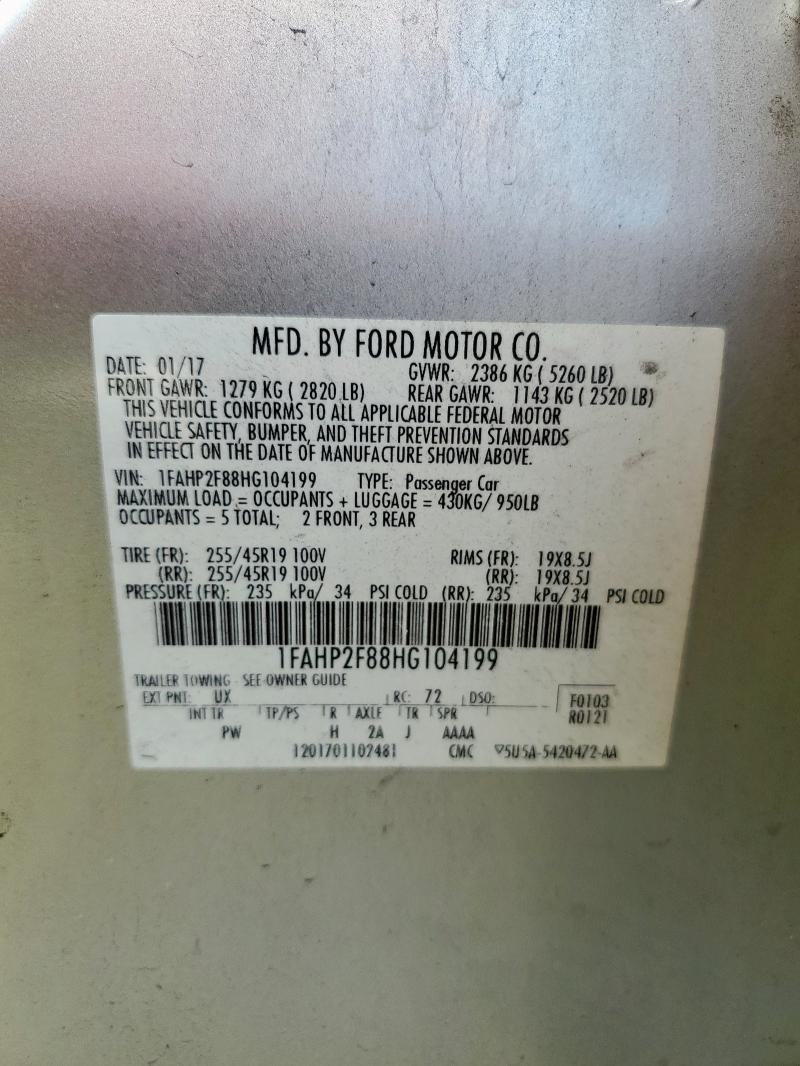 MFD. BY FORD MOTOR CO.
DATE: 01/17 GVWR: 2386 KG ( 5260 LB)
FRONT GAWR: 1279 KG ( 2820 LB) REAR GAWR: 1143 KG ( 2520 LB)
THIS VEHICLE CONFORMS TO ALL APPLICABLE FEDERAL MOTOR
VEHICLE SAFETY, BUMPER, AND THEFT PREVENTION STANDARDS
IN EFFECT ON THE DATE OF MANUFACTURE SHOWN ABOVE.
VIN: 1FAHP2F88HG104199 TYPE: Passenger Car
MAXIMUM LOAD = OCCUPANTS + LUGGAGE = 430KG/ 950LB
OCCUPANTS = 5 TOTAL; 2 FRONT, 3 REAR
TIRE (FR): 255/45R19 100V RIMS (FR): 19X8.5J
(RR): 255/45R19 100V (RR): 19X8.5J
PRESSURE (FR): 235 kPa/ 34 PSI COLD (RR): 235 kPa/ 34 PSI COLD
1FAHP2F88HG104199
TRAILER TOWING - SEE OWNER GUIDE
EXT PNT: UX RC: 72 DSO: F0103
INT TR TP/PS R AXLE TR SPR R0121
PW H 2A J AAAA
1201701102481 CMC 5U5A-5420472-AA